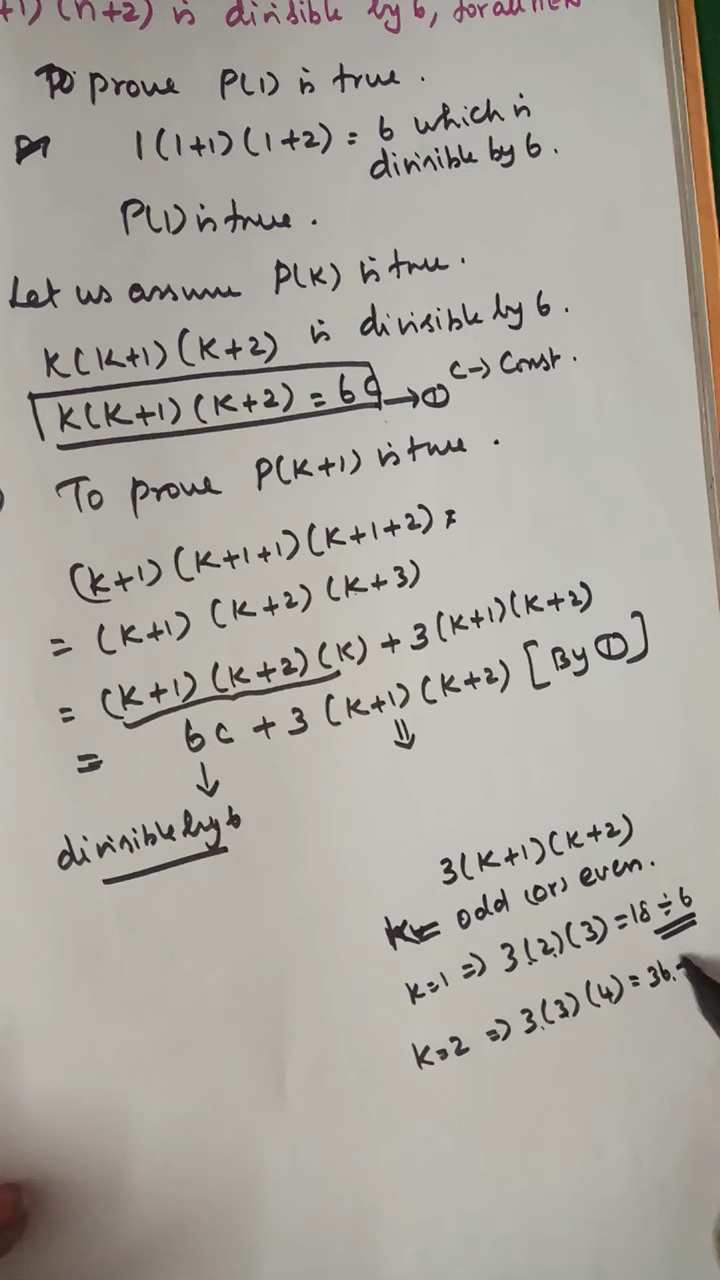 +1) (n+2) is divisible by 6, for all n∈N
To prove P(1) is true.
1(1+1)(1+2) = 6 which is
divisible by 6.
P(1) is true.
Let us assume P(K) is true.
K(K+1)(K+2) is divisible by 6.
K(K+1)(K+2) = 6C → ① C→ Const.
To prove P(K+1) is true.
(K+1)(K+1+1)(K+1+2) =
= (K+1)(K+2)(K+3)
= (K+1)(K+2)(K) + 3(K+1)(K+2)
= 6C + 3(K+1)(K+2) [By ①]
↓ ⇓
divisible by 6
3(K+1)(K+2)
K= odd (or) even.
K=1 => 3.(2)(3) = 18 ÷ 6
K=2 => 3.(3)(4) = 36.